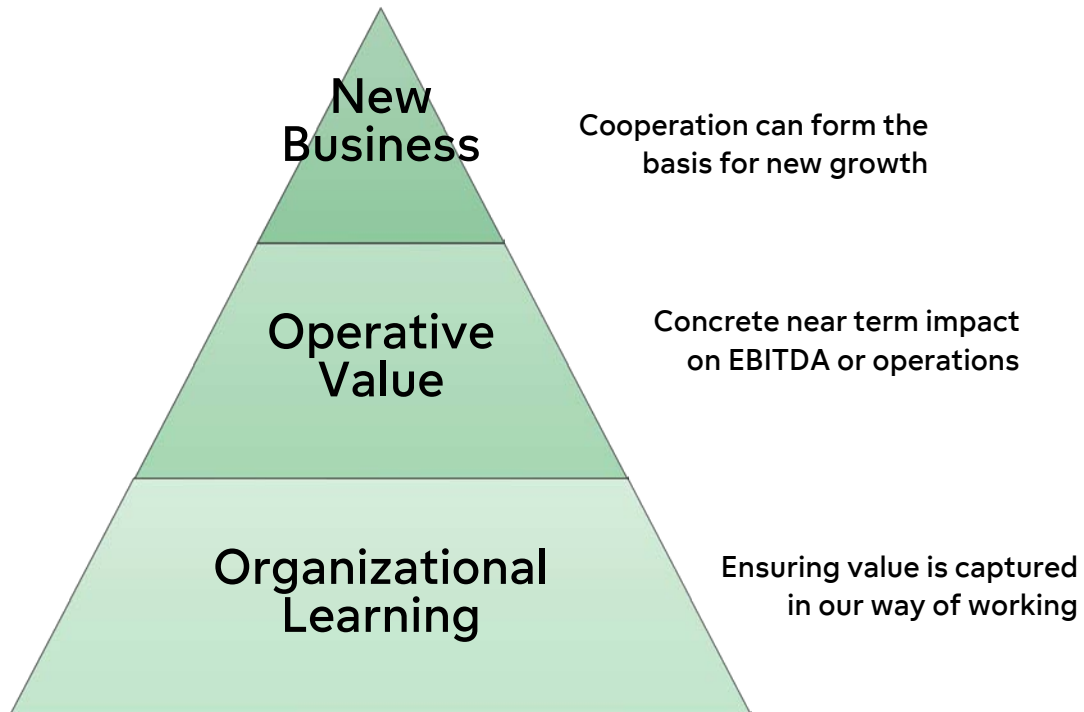 New
Business
Cooperation can form the
basis for new growth
Operative
Value
Concrete near term impact
on EBITDA or operations
Organizational
Learning
Ensuring value is captured
in our way of working